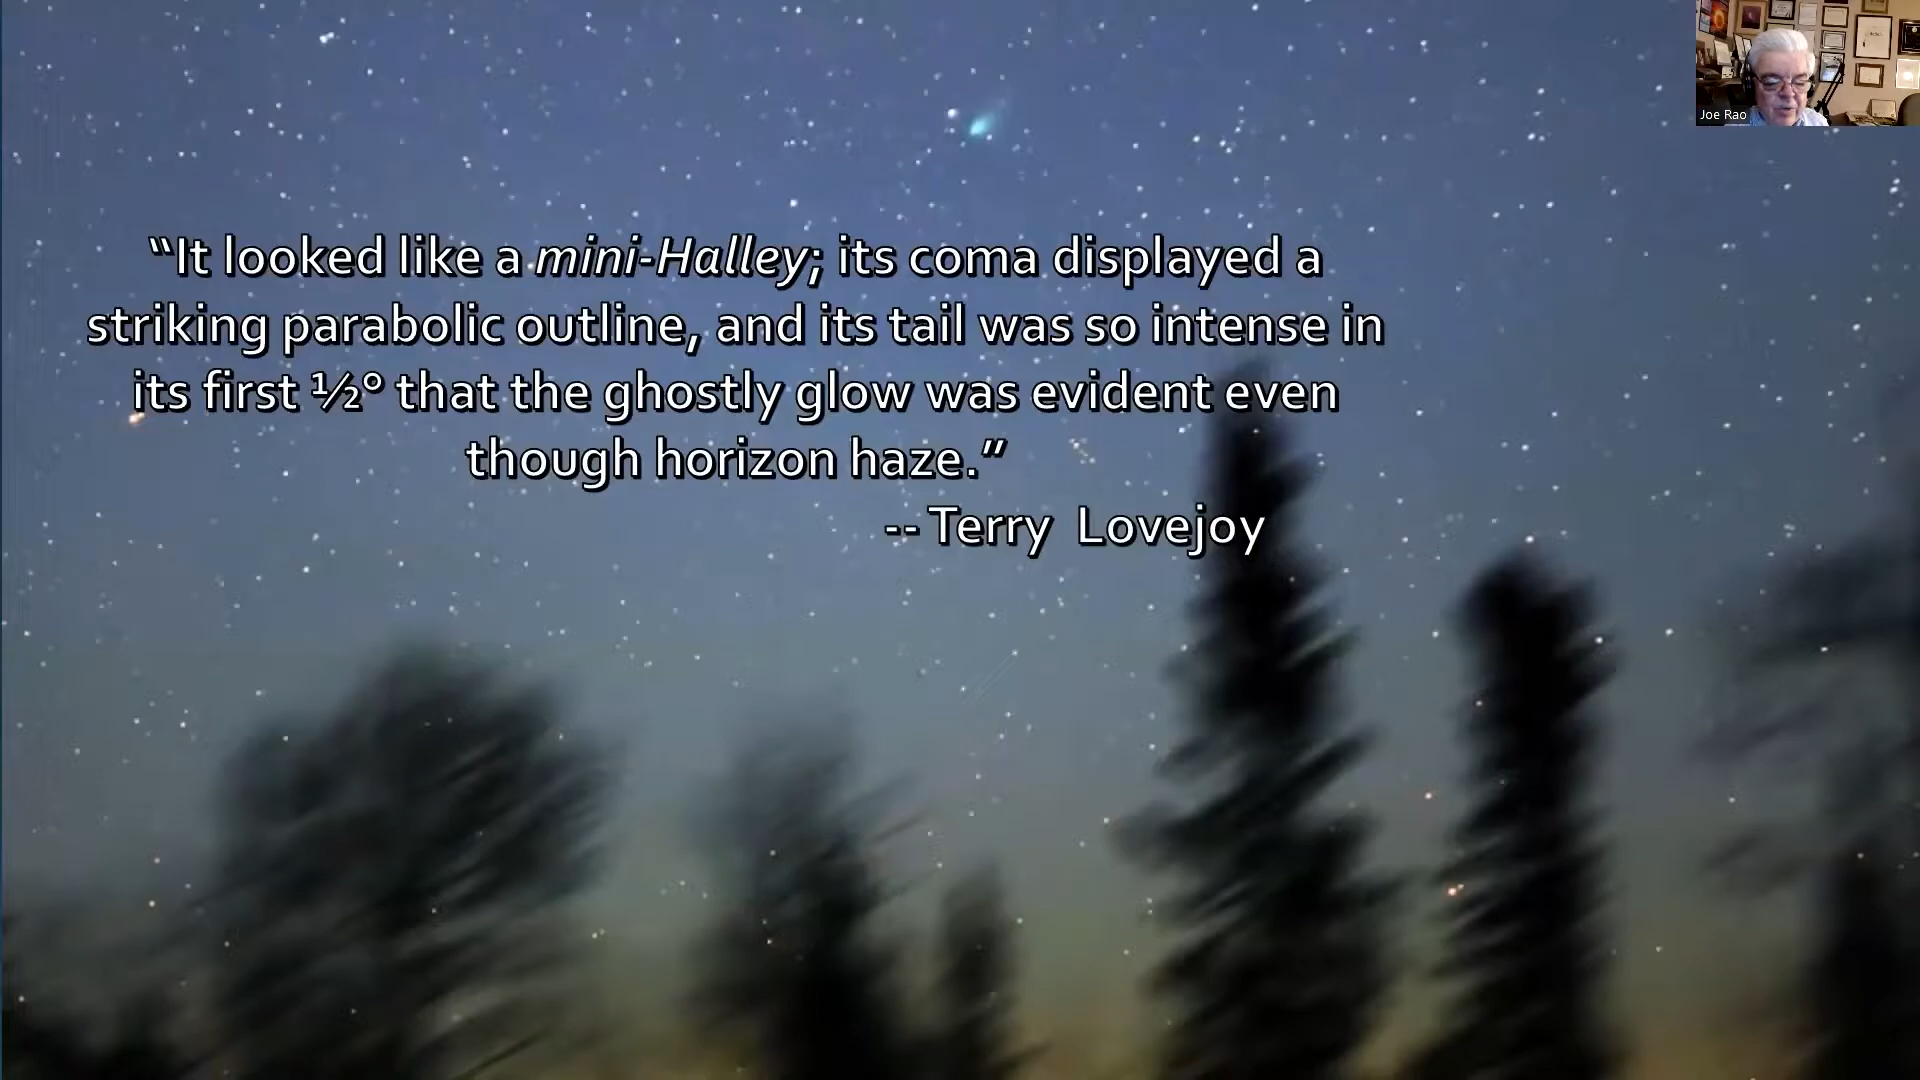 Joe Rao
“It looked like a mini-Halley; its coma displayed a
striking parabolic outline, and its tail was so intense in
its first ½° that the ghostly glow was evident even
though horizon haze.”
-- Terry Lovejoy